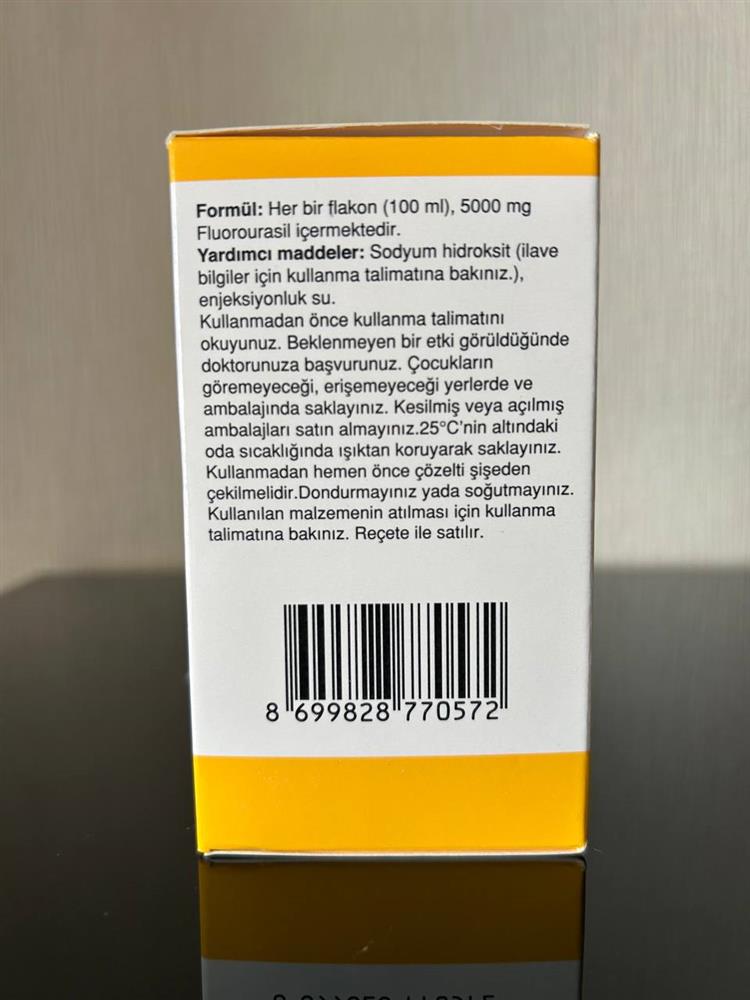 Formül: Her bir flakon (100 ml), 5000 mg
Fluorourasil içermektedir.
Yardımcı maddeler: Sodyum hidroksit (ilave
bilgiler için kullanma talimatına bakınız.),
enjeksiyonluk su.
Kullanmadan önce kullanma talimatını
okuyunuz. Beklenmeyen bir etki görüldüğünde
doktorunuza başvurunuz. Çocukların
göremeyeceği, erişemeyeceği yerlerde ve
ambalajında saklayınız. Kesilmiş veya açılmış
ambalajları satın almayınız.25°C'nin altındaki
oda sıcaklığında ışıktan koruyarak saklayınız.
Kullanmadan hemen önce çözelti şişeden
çekilmelidir.Dondurmayınız yada soğutmayınız.
Kullanılan malzemenin atılması için kullanma
talimatına bakınız. Reçete ile satılır.
8 699828 770572